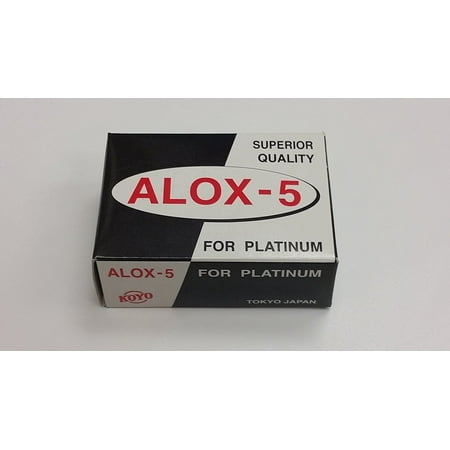 SUPERIOR
QUALITY
ALOX-5
FOR PLATINUM
ALOX-5
FOR PLATINUM
KOYO
TOKYO JAPAN